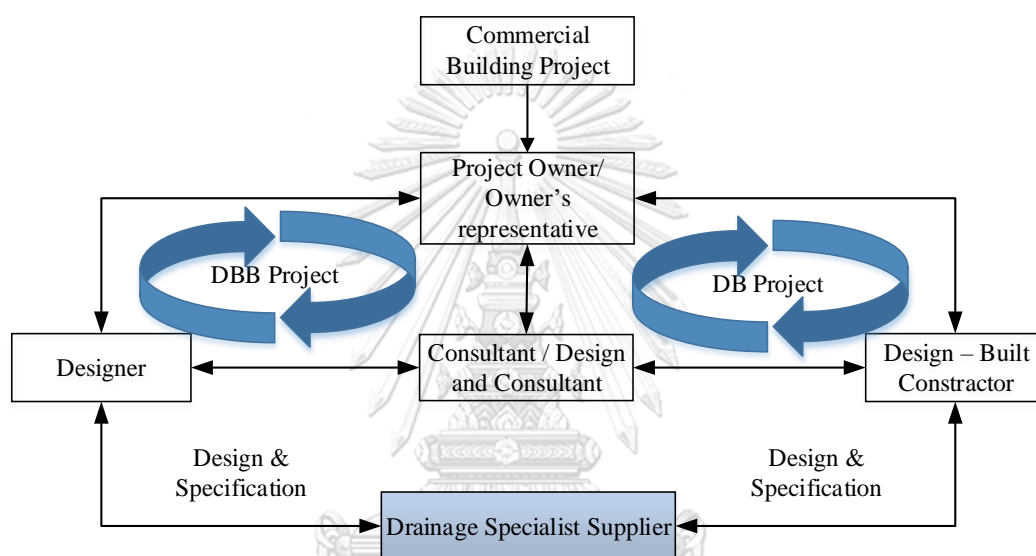 Commercial
Building Project
Project Owner/
Owner's
representative
DBB Project
DB Project
Designer
Consultant / Design
and Consultant
Design – Built
Constractor
Design &
Specification
Design &
Specification
Drainage Specialist Supplier